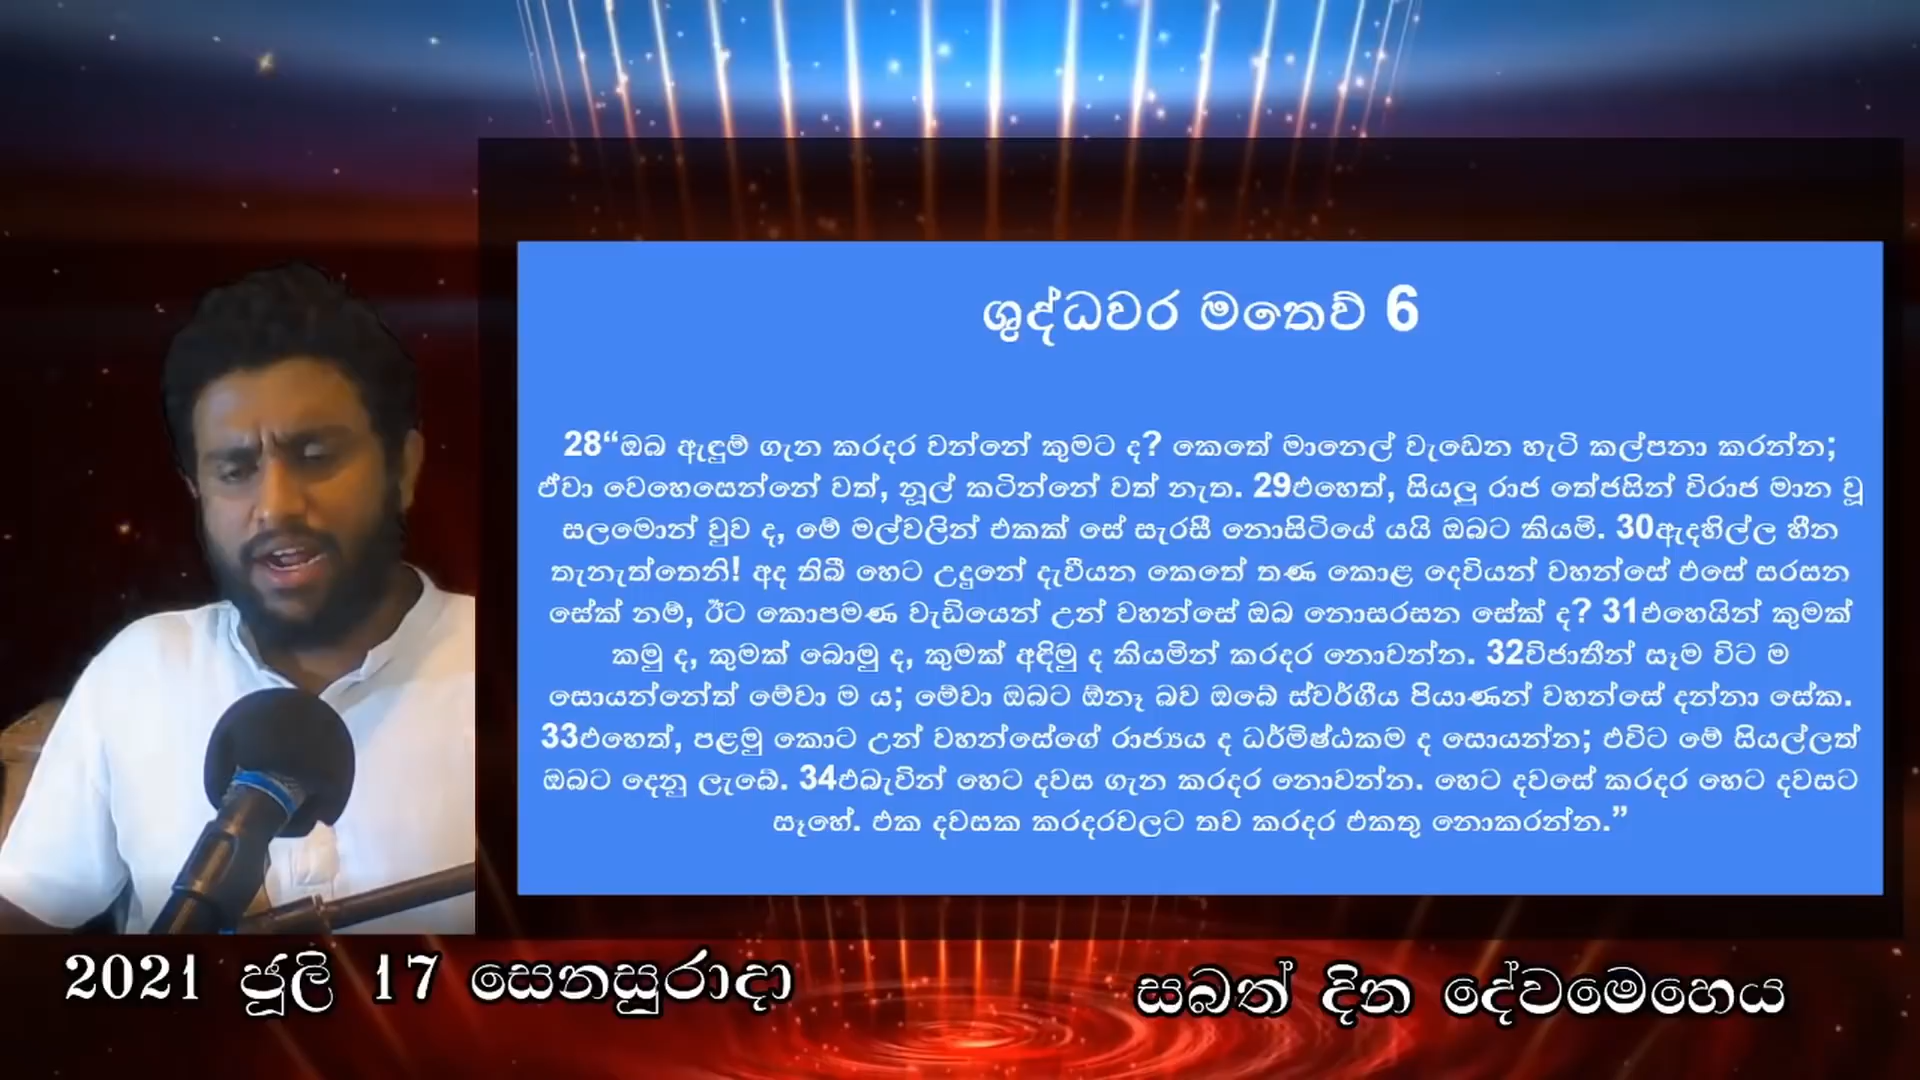 ශුද්ධවර මතෙව් 6
28“ඔබ ඇඳුම් ගැන කරදර වන්නේ කුමට ද? කෙතේ මානෙල් වැඩෙන හැටි කල්පනා කරන්න;
ඒවා වෙහෙසෙන්නේ වත්, නූල් කටින්නේ වත් නැත. 29එහෙත්, සියලු රාජ තේජසින් විරාජ මාන වූ
සලමොන් වුව ද, මේ මල්වලින් එකක් සේ සැරසී නොසිටියේ යයි ඔබට කියමි. 30ඇදහිල්ල හීන
තැනැත්තෙනි! අද තිබී හෙට උදුනේ දැවීයන කෙතේ තණ කොළ දෙවියන් වහන්සේ එසේ සරසන
සේක් නම්, ඊට කොපමණ වැඩියෙන් උන් වහන්සේ ඔබ නොසරසන සේක් ද? 31එහෙයින් කුමක්
කමු ද, කුමක් බොමු ද, කුමක් අඳිමු ද කියමින් කරදර නොවන්න. 32විජාතීන් සෑම විට ම
සොයන්නේත් මේවා ම ය; මේවා ඔබට ඕනෑ බව ඔබේ ස්වර්ගීය පියාණන් වහන්සේ දන්නා සේක.
33එහෙත්, පළමු කොට උන් වහන්සේගේ රාජ්‍යය ද ධර්මිෂ්ඨකම ද සොයන්න; එවිට මේ සියල්ලත්
ඔබට දෙනු ලැබේ. 34එබැවින් හෙට දවස ගැන කරදර නොවන්න. හෙට දවසේ කරදර හෙට දවසට
සෑහේ. එක දවසක කරදරවලට තව කරදර එකතු නොකරන්න.”
2021 ජූලි 17 සෙනසුරාදා
සබත් දින දේවමෙහෙය